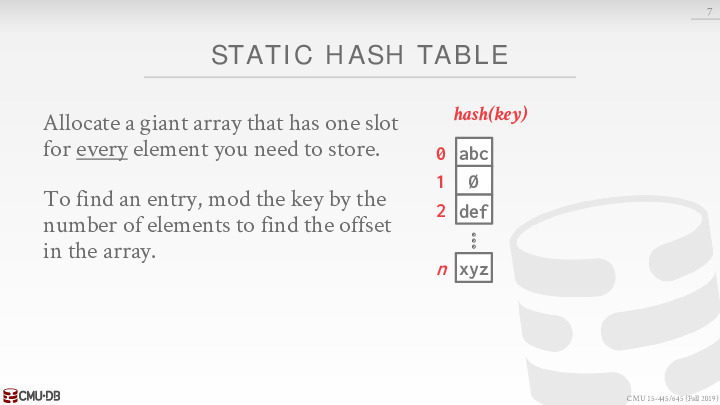 7
STATIC HASH TABLE
Allocate a giant array that has one slot
for every element you need to store.
To find an entry, mod the key by the
number of elements to find the offset
in the array.
hash(key)
0 abc
1 Ø
2 def
⋮
n xyz
CMU·DB
CMU 15-445/645 (Fall 2019)